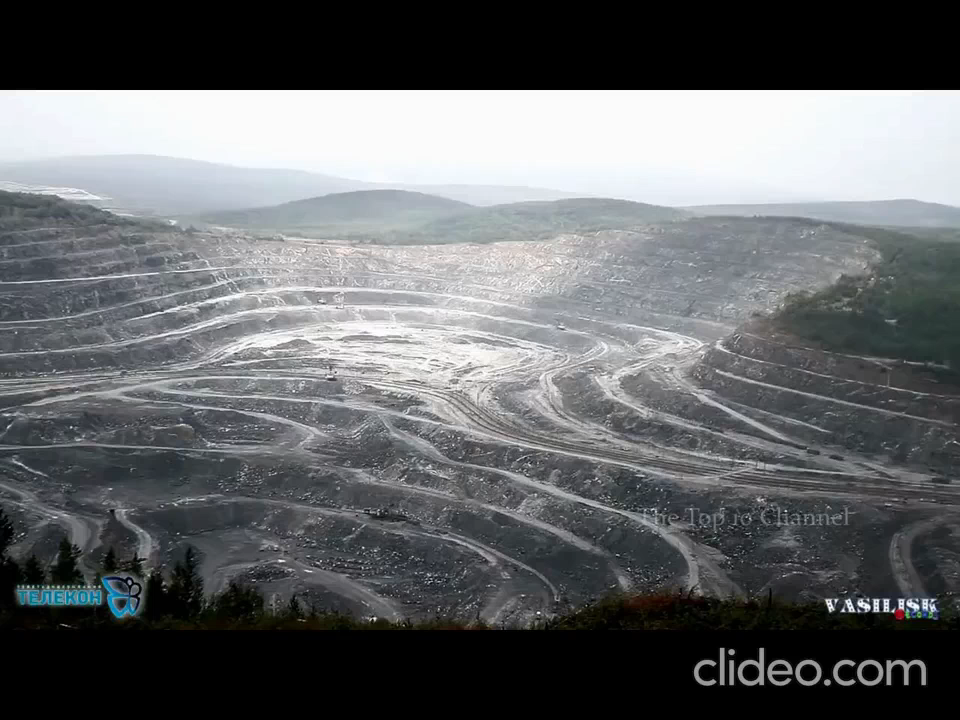 The Top 10 Channel
ТЕЛЕКОН
VASILISK
clideo.com